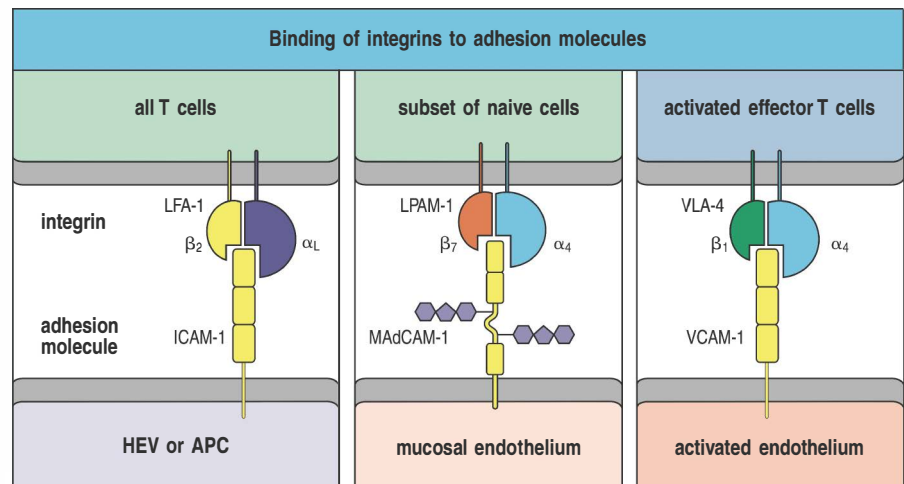 Binding of integrins to adhesion molecules
all T cells
subset of naive cells
activated effector T cells
integrin
LFA-1
β2
αL
LPAM-1
β7
α4
VLA-4
β1
α4
adhesion
molecule
ICAM-1
MAdCAM-1
VCAM-1
HEV or APC
mucosal endothelium
activated endothelium